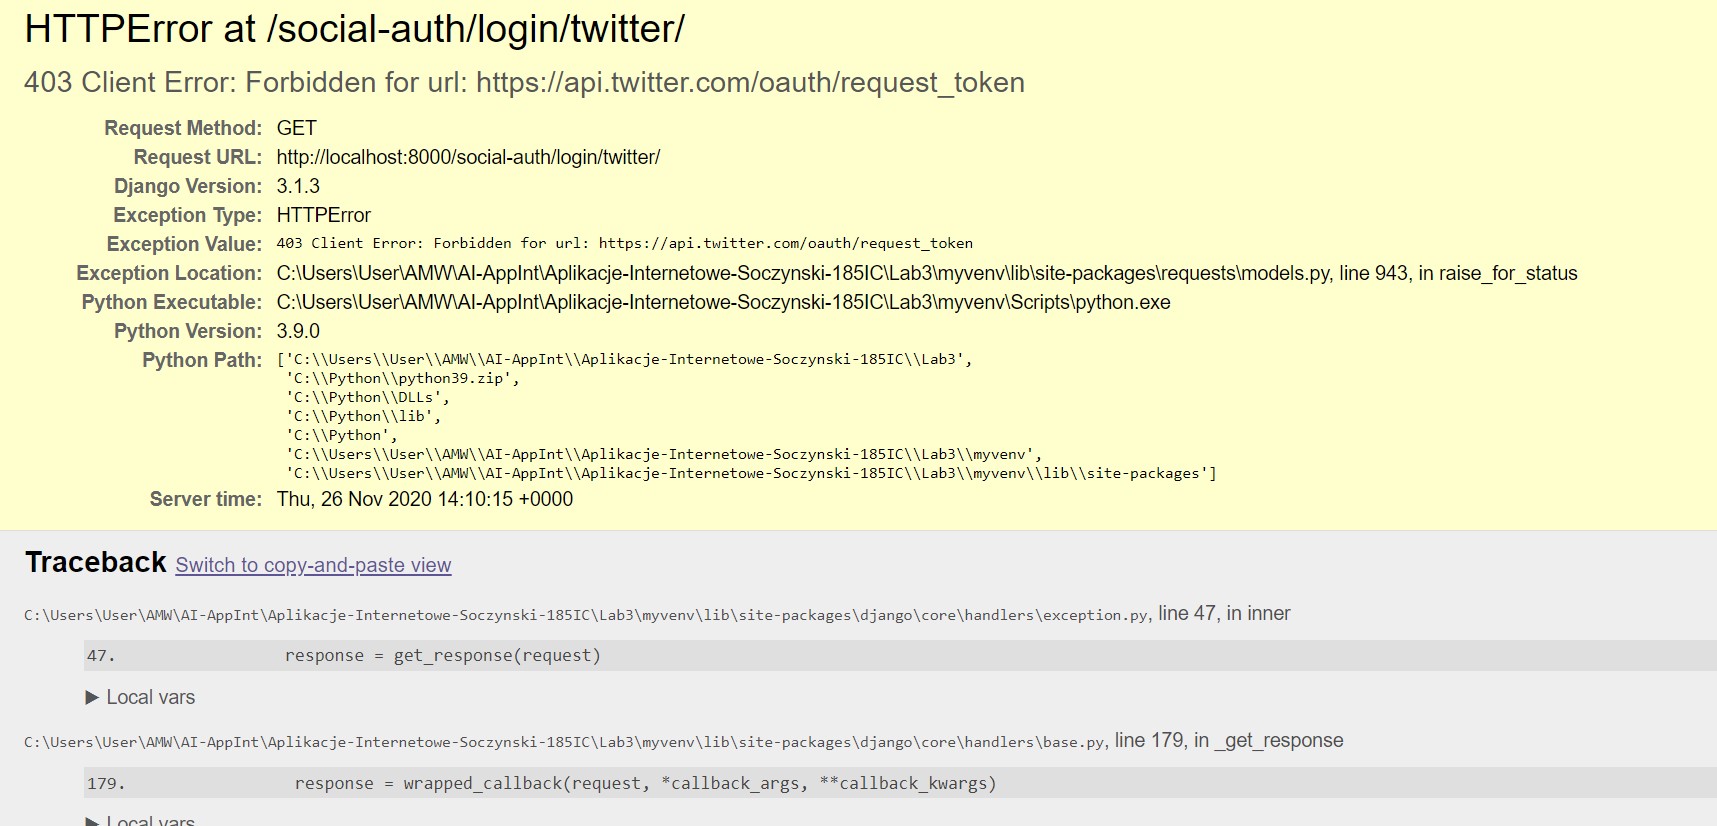 HTTPError at /social-auth/login/twitter/
403 Client Error: Forbidden for url: https://api.twitter.com/oauth/request_token
Request Method: GET
Request URL: http://localhost:8000/social-auth/login/twitter/
Django Version: 3.1.3
Exception Type: HTTPError
Exception Value: 403 Client Error: Forbidden for url: https://api.twitter.com/oauth/request_token
Exception Location: C:\Users\User\AMW\AI-AppInt\Aplikacje-Internetowe-Soczynski-185IC\Lab3\myvenv\lib\site-packages\requests\models.py, line 943, in raise_for_status
Python Executable: C:\Users\User\AMW\AI-AppInt\Aplikacje-Internetowe-Soczynski-185IC\Lab3\myvenv\Scripts\python.exe
Python Version: 3.9.0
Python Path: ['C:\\Users\\User\\AMW\\AI-AppInt\\Aplikacje-Internetowe-Soczynski-185IC\\Lab3',
'C:\\Python\\python39.zip',
'C:\\Python\\DLLs',
'C:\\Python\\lib',
'C:\\Python',
'C:\\Users\\User\\AMW\\AI-AppInt\\Aplikacje-Internetowe-Soczynski-185IC\\Lab3\\myvenv',
'C:\\Users\\User\\AMW\\AI-AppInt\\Aplikacje-Internetowe-Soczynski-185IC\\Lab3\\myvenv\\lib\\site-packages']
Server time: Thu, 26 Nov 2020 14:10:15 +0000
Traceback Switch to copy-and-paste view
C:\Users\User\AMW\AI-AppInt\Aplikacje-Internetowe-Soczynski-185IC\Lab3\myvenv\lib\site-packages\django\core\handlers\exception.py, line 47, in inner
47. response = get_response(request)
▶ Local vars
C:\Users\User\AMW\AI-AppInt\Aplikacje-Internetowe-Soczynski-185IC\Lab3\myvenv\lib\site-packages\django\core\handlers\base.py, line 179, in _get_response
179. response = wrapped_callback(request, *callback_args, **callback_kwargs)
▶ Local vars